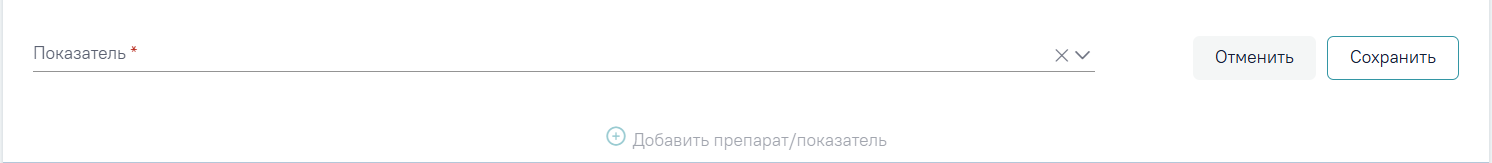 Показатель *
Отменить
Сохранить
Добавить препарат/показатель